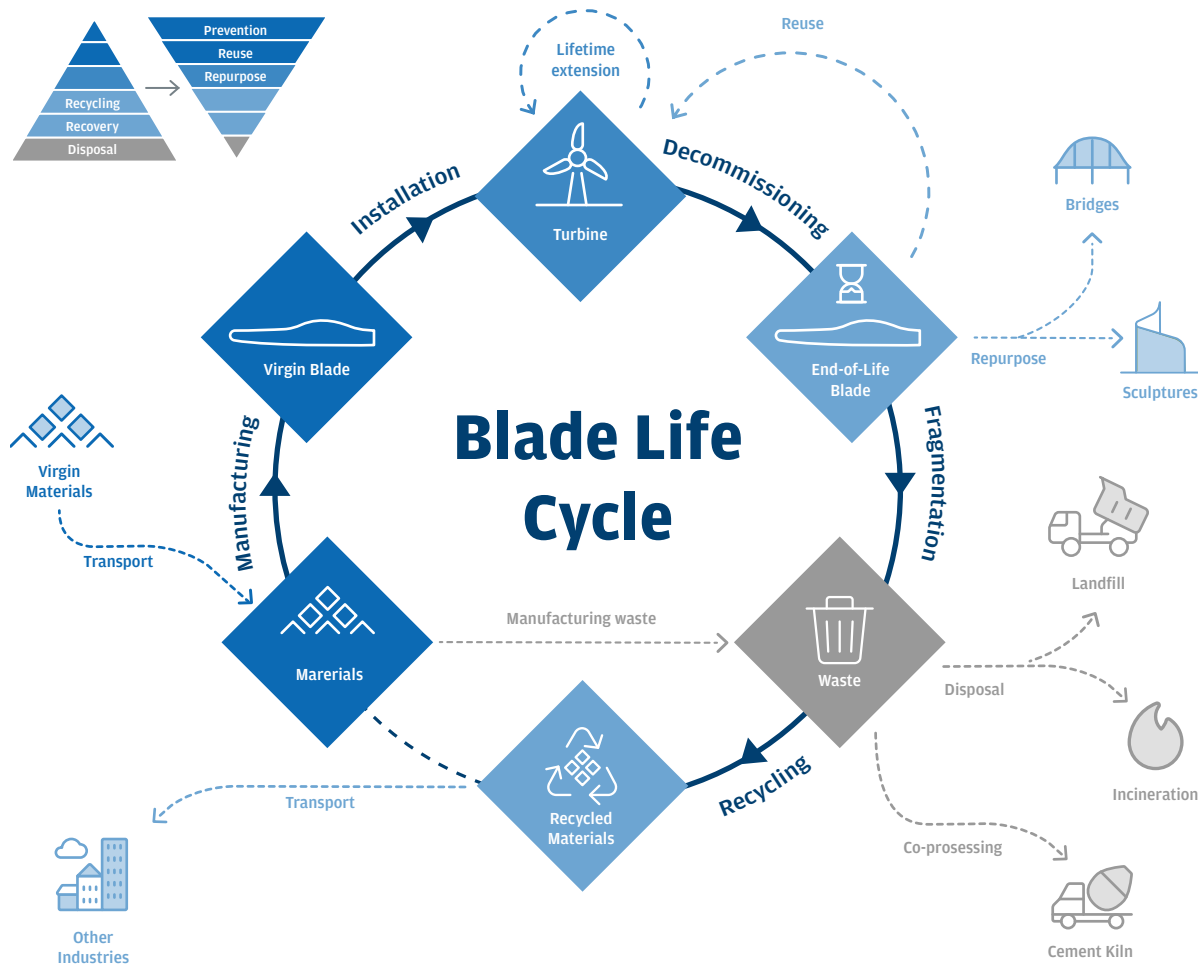 Prevention
Reuse
Repurpose
Recycling
Recovery
Disposal
Lifetime
extension
Reuse
Installation
Decommissioning
Turbine
Bridges
Virgin Blade
End-of-Life
Blade
Repurpose
Sculptures
Blade Life
Cycle
Manufacturing
Fragmentation
Virgin
Materials
Transport
Landfill
Manufacturing waste
Marerials
Waste
Disposal
Incineration
Recycling
Transport
Recycled
Materials
Co-prosessing
Other
Industries
Cement Kiln